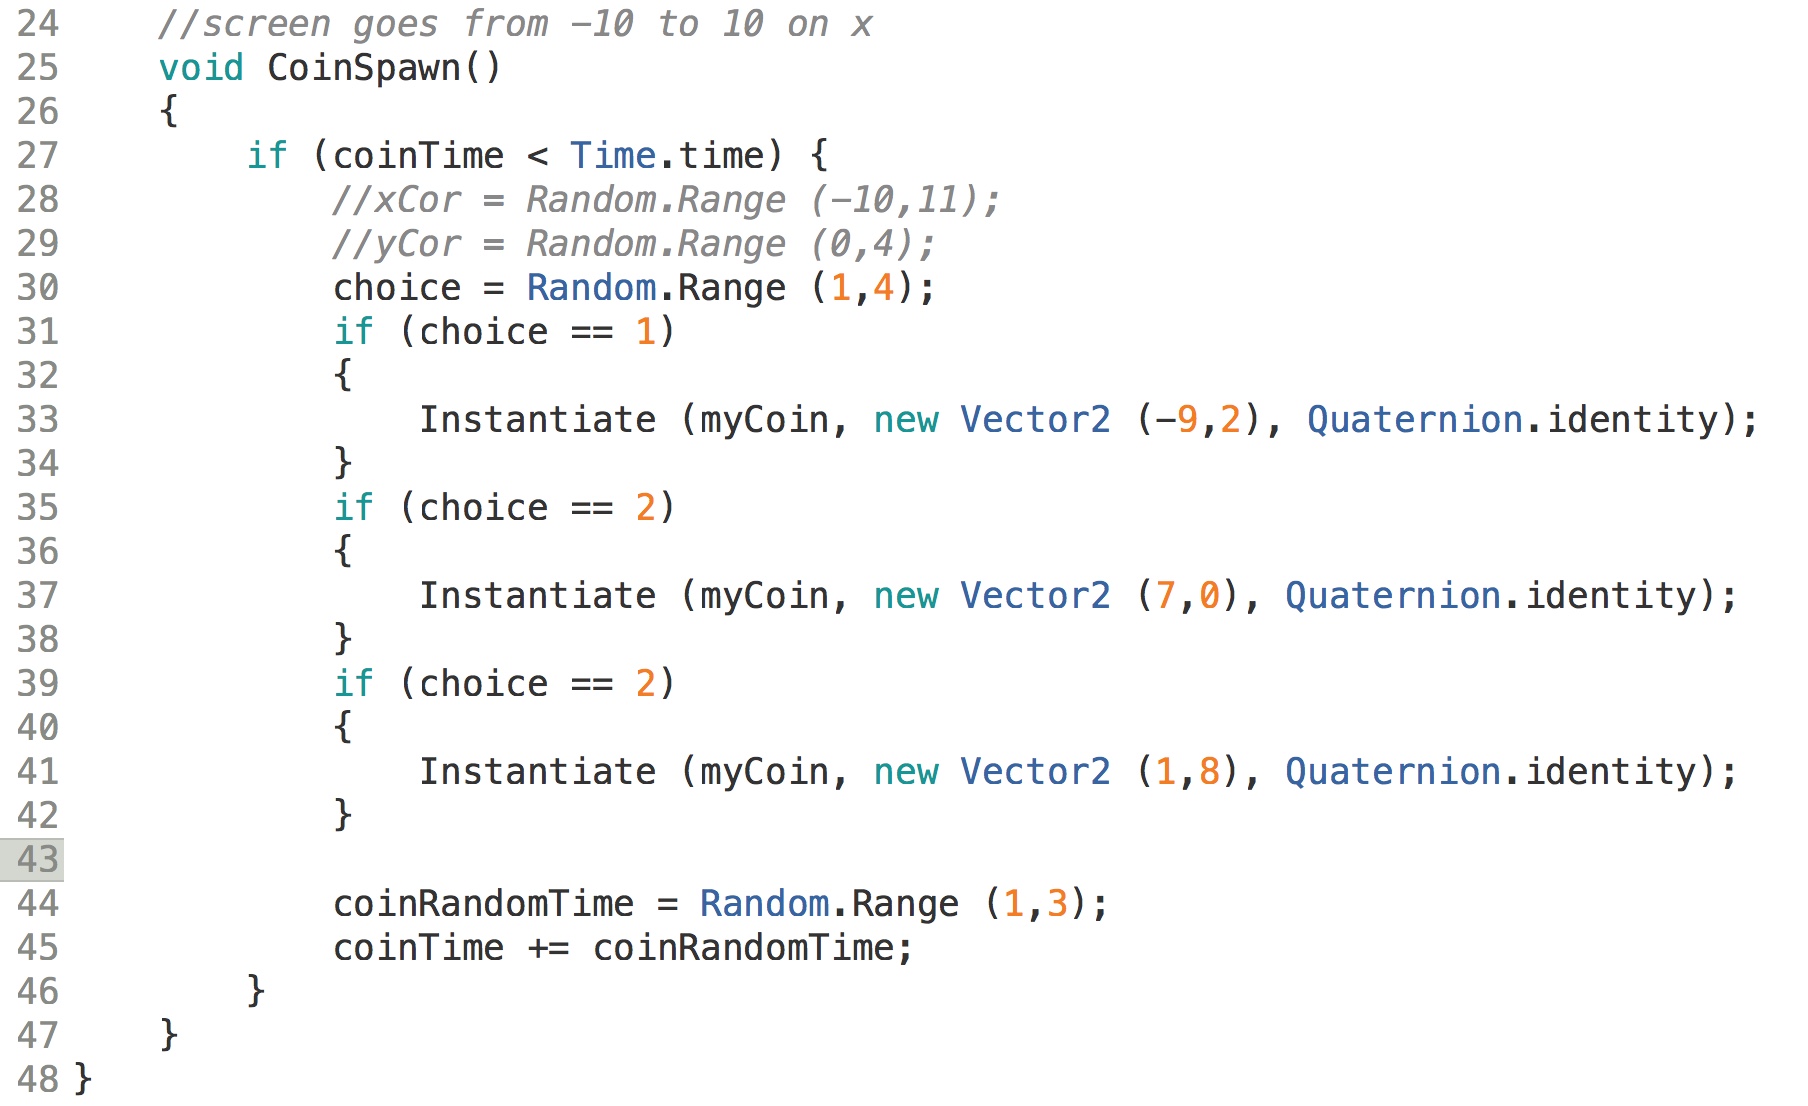 24 //screen goes from −10 to 10 on x
25 void CoinSpawn()
26 {
27 if (coinTime < Time.time) {
28 //xCor = Random.Range (−10,11);
29 //yCor = Random.Range (0,4);
30 choice = Random.Range (1,4);
31 if (choice == 1)
32 {
33 Instantiate (myCoin, new Vector2 (−9,2), Quaternion.identity);
34 }
35 if (choice == 2)
36 {
37 Instantiate (myCoin, new Vector2 (7,0), Quaternion.identity);
38 }
39 if (choice == 2)
40 {
41 Instantiate (myCoin, new Vector2 (1,8), Quaternion.identity);
42 }
43
44 coinRandomTime = Random.Range (1,3);
45 coinTime += coinRandomTime;
46 }
47 }
48 }